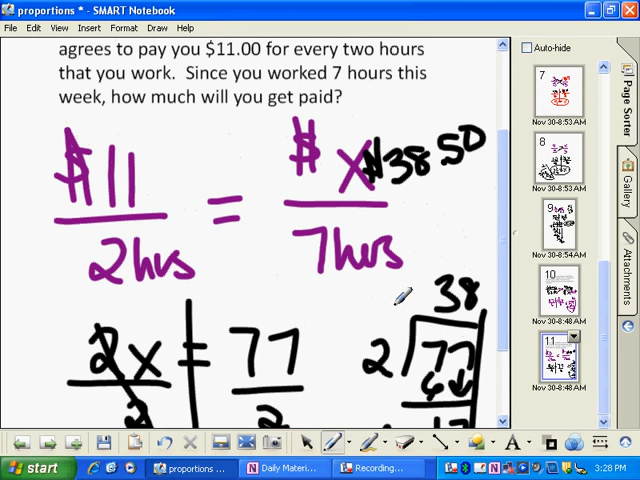 proportions * - SMART Notebook
File Edit View Insert Format Draw Help
agrees to pay you $11.00 for every two hours
that you work. Since you worked 7 hours this
week, how much will you get paid?
$11 = $x $38 50
2hrs 7hrs
38
2x = 77 2 77
2 2 6
17
Auto-hide
7
Nov 30-8:53 AM
8
Nov 30-8:53 AM
9
Nov 30-8:54 AM
10
Nov 30-8:48 AM
11
Nov 30-8:48 AM
Page Sorter
Gallery
Attachments
start
proportions ...
Daily Materi...
Recording...
3:28 PM